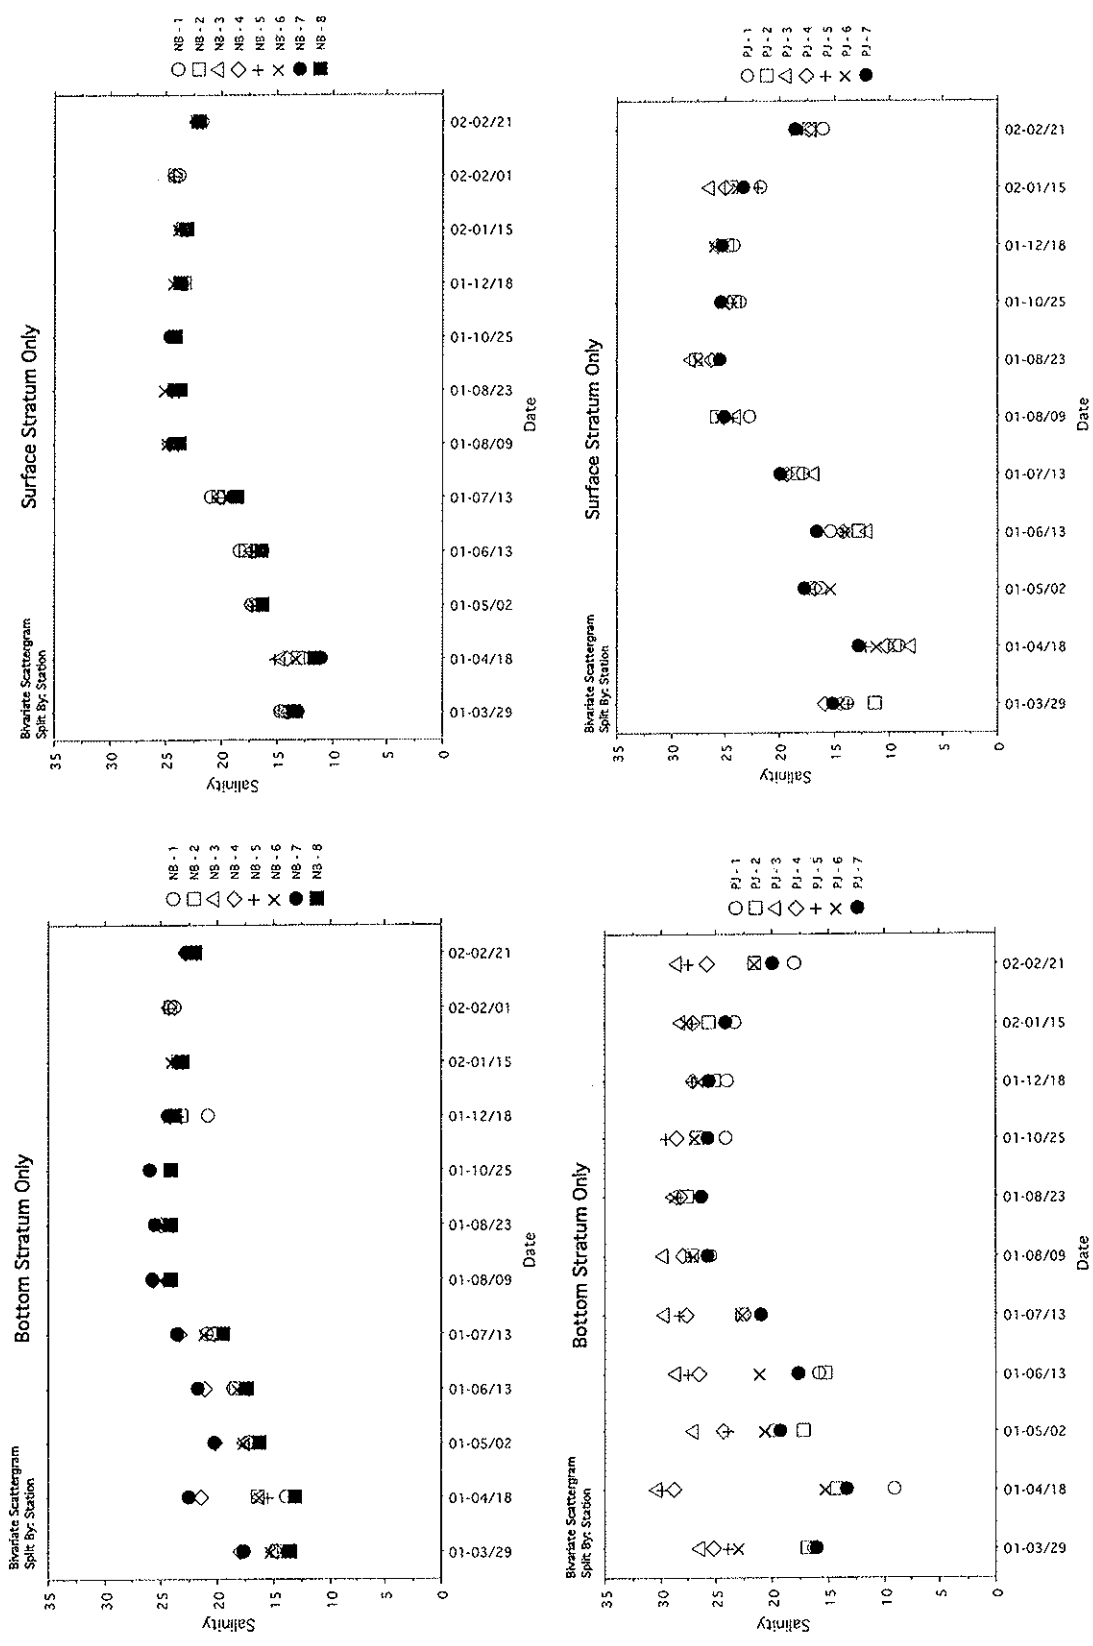 Bivariate Scattergram
Split By: Station
Bottom Stratum Only
35
30
25
20
15
10
5
0
Salinity
01-03/29
01-04/18
01-05/02
01-06/13
01-07/13
01-08/09
01-08/23
01-10/25
01-12/18
02-01/15
02-02/01
02-02/21
Date
NB - 1
NB - 2
NB - 3
NB - 4
NB - 5
NB - 6
NB - 7
NB - 8
Bivariate Scattergram
Split By: Station
Surface Stratum Only
35
30
25
20
15
10
5
0
Salinity
01-03/29
01-04/18
01-05/02
01-06/13
01-07/13
01-08/09
01-08/23
01-10/25
01-12/18
02-01/15
02-02/01
02-02/21
Date
NB - 1
NB - 2
NB - 3
NB - 4
NB - 5
NB - 6
NB - 7
NB - 8
Bivariate Scattergram
Split By: Station
Bottom Stratum Only
35
30
25
20
15
10
5
0
Salinity
01-03/29
01-04/18
01-05/02
01-06/13
01-07/13
01-08/09
01-08/23
01-10/25
01-12/18
02-01/15
02-02/21
Date
PJ - 1
PJ - 2
PJ - 3
PJ - 4
PJ - 5
PJ - 6
PJ - 7
Bivariate Scattergram
Split By: Station
Surface Stratum Only
35
30
25
20
15
10
5
0
Salinity
01-03/29
01-04/18
01-05/02
01-06/13
01-07/13
01-08/09
01-08/23
01-10/25
01-12/18
02-01/15
02-02/21
Date
PJ - 1
PJ - 2
PJ - 3
PJ - 4
PJ - 5
PJ - 6
PJ - 7